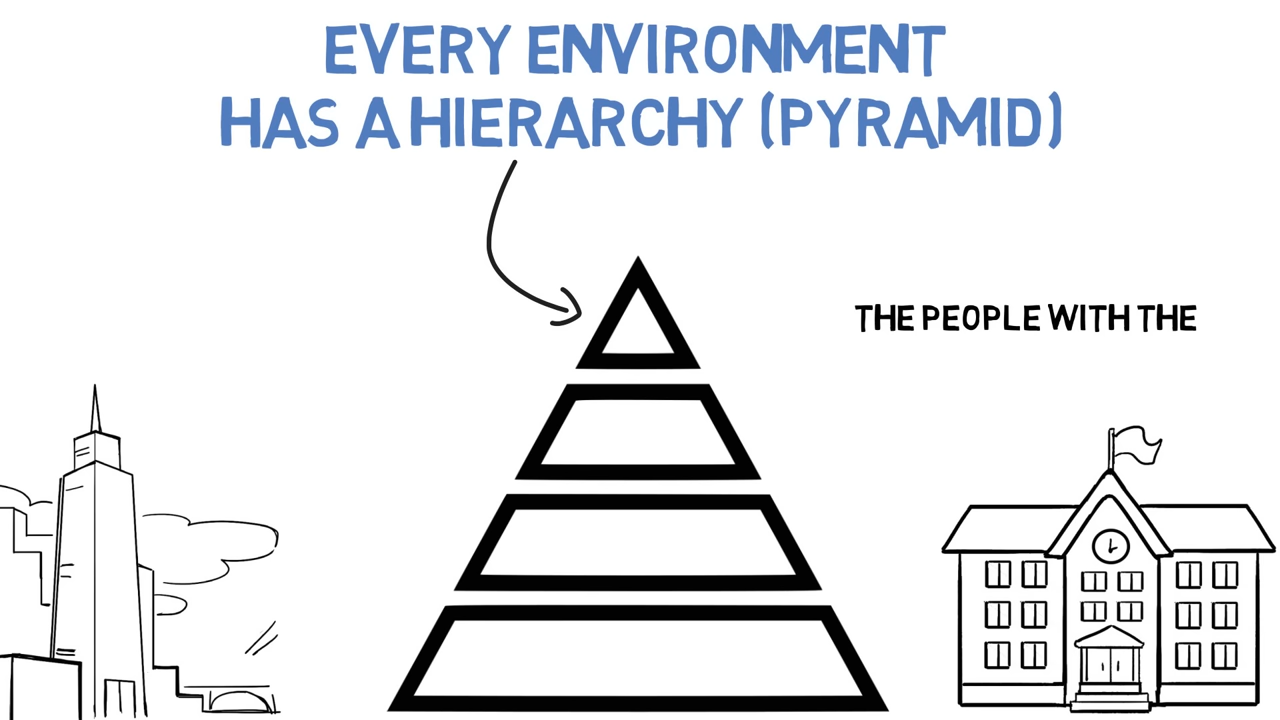 EVERY ENVIRONMENT
HAS A HIERARCHY (PYRAMID)
THE PEOPLE WITH THE